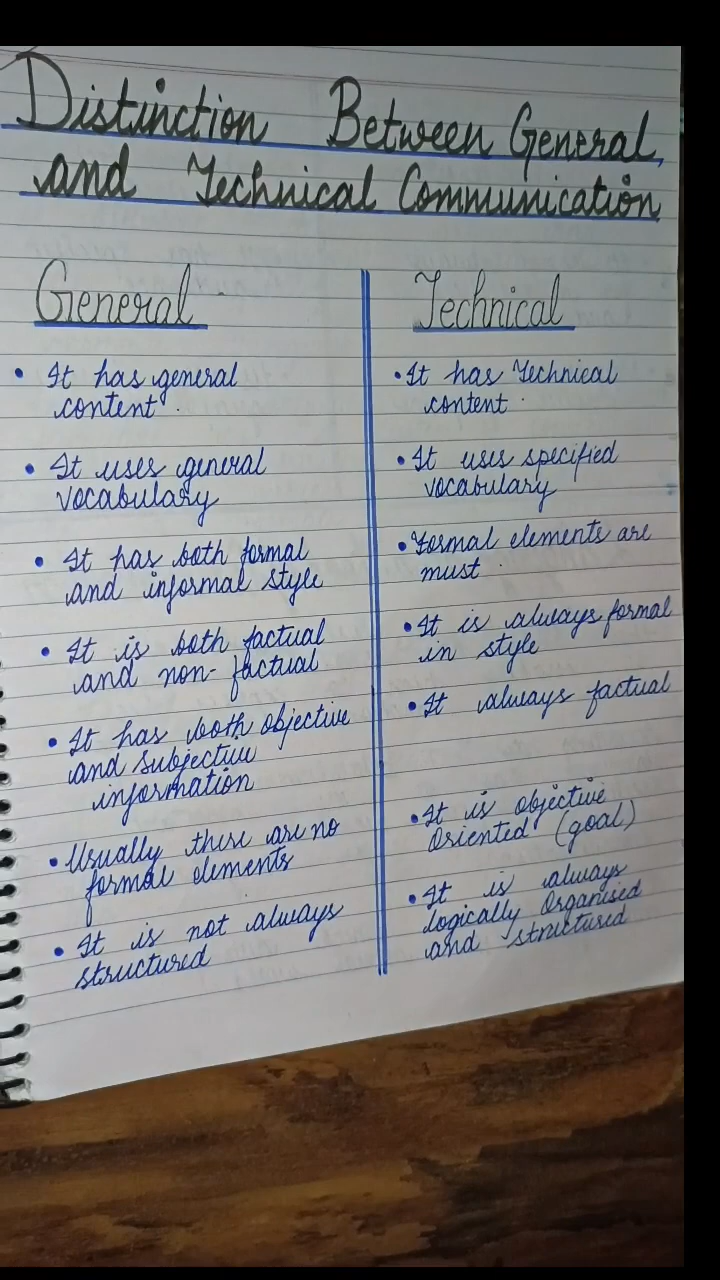 Distinction Between General
and Technical Communication
General
• It has general
content.
• It uses general
vocabulary
• It has both formal
and informal style
• It is both factual
and non-factual
• It has both objective
and subjective
information
• Usually there are no
formal elements
• It is not always
structured
Technical
• It has Technical
content.
• It uses specified
vocabulary
• Formal elements are
must.
• It is always formal
in style
• It always factual
• It is objective
Oriented (goal)
• It is always
logically Organised
and structured